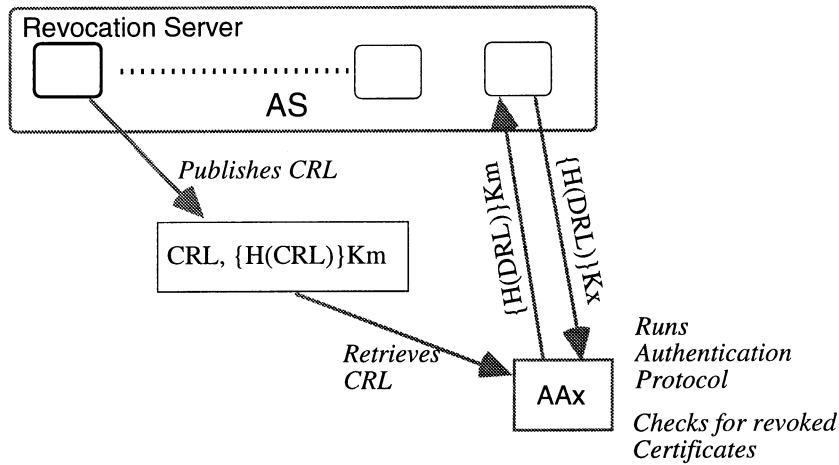 Revocation Server
AS
Publishes CRL
CRL, {H(CRL)}Km
{H(DRL)}Km
{H(DRL)}Kx
Retrieves
CRL
AAx
Runs
Authentication
Protocol
Checks for revoked
Certificates